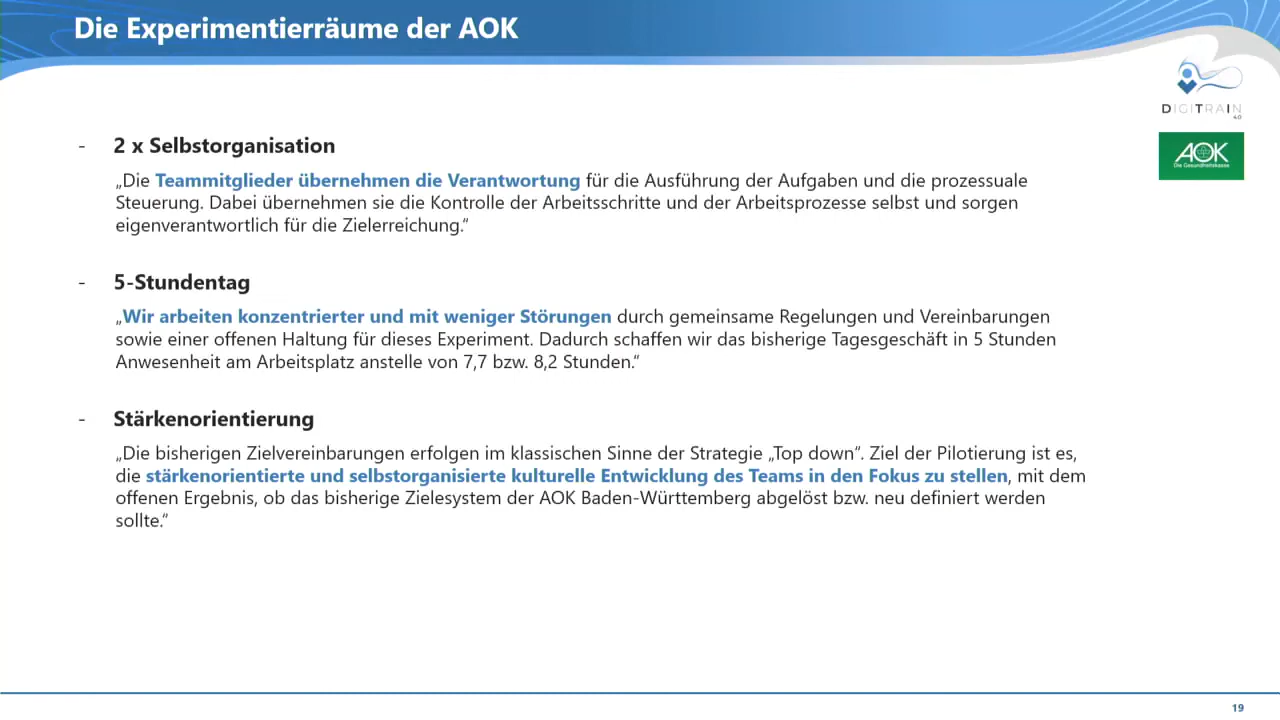 Die Experimentierräume der AOK
DIGITRAIN
4.0
AOK
Die Gesundheitskasse
- 2 x Selbstorganisation
„Die Teammitglieder übernehmen die Verantwortung für die Ausführung der Aufgaben und die prozessuale
Steuerung. Dabei übernehmen sie die Kontrolle der Arbeitsschritte und der Arbeitsprozesse selbst und sorgen
eigenverantwortlich für die Zielerreichung.“
- 5-Stundentag
„Wir arbeiten konzentrierter und mit weniger Störungen durch gemeinsame Regelungen und Vereinbarungen
sowie einer offenen Haltung für dieses Experiment. Dadurch schaffen wir das bisherige Tagesgeschäft in 5 Stunden
Anwesenheit am Arbeitsplatz anstelle von 7,7 bzw. 8,2 Stunden.“
- Stärkenorientierung
„Die bisherigen Zielvereinbarungen erfolgen im klassischen Sinne der Strategie „Top down“. Ziel der Pilotierung ist es,
die stärkenorientierte und selbstorganisierte kulturelle Entwicklung des Teams in den Fokus zu stellen, mit dem
offenen Ergebnis, ob das bisherige Zielesystem der AOK Baden-Württemberg abgelöst bzw. neu definiert werden
sollte.“
19